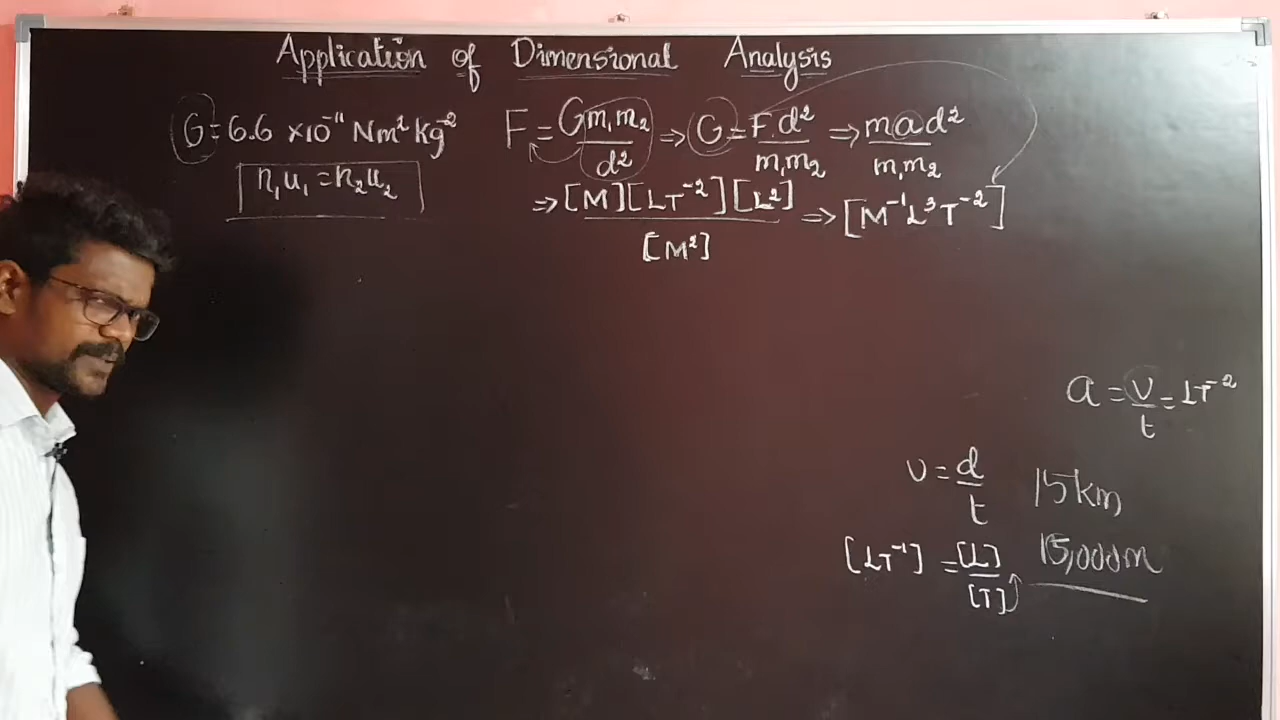 Application of Dimensional Analysis
G = 6.6 ×10⁻¹¹ Nm² Kg⁻² F = Gm₁m₂/d² ⇒ G = F.d²/m₁m₂ ⇒ mad²/m₁m₂
n₁u₁ = n₂u₂
⇒ [M][LT⁻²][L²]/[M²] ⇒ [M⁻¹L³T⁻²]
a = v/t = LT⁻²
v = d/t 15km
[LT⁻¹] = [L]/[T] 15,000m